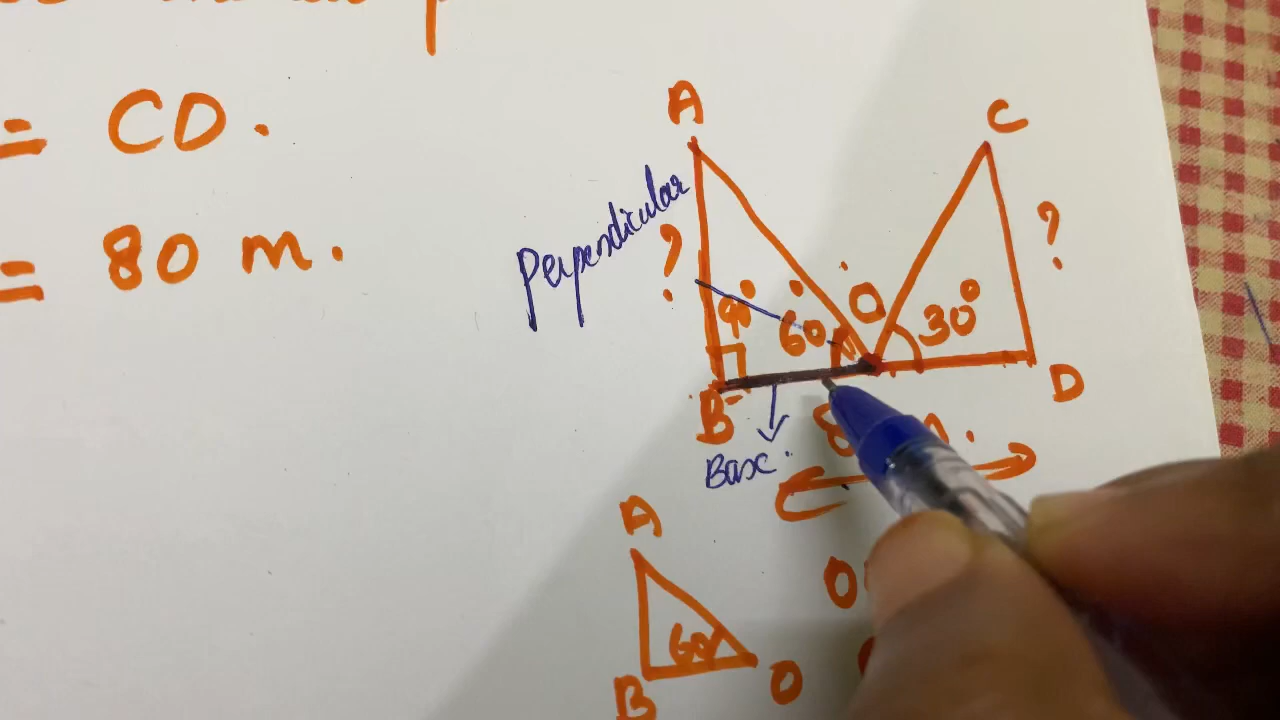 = CD.
= 80 m.
A
C
Perpendicular
?
?
90°
60
O
30°
B
D
Base.
A
60
B
O